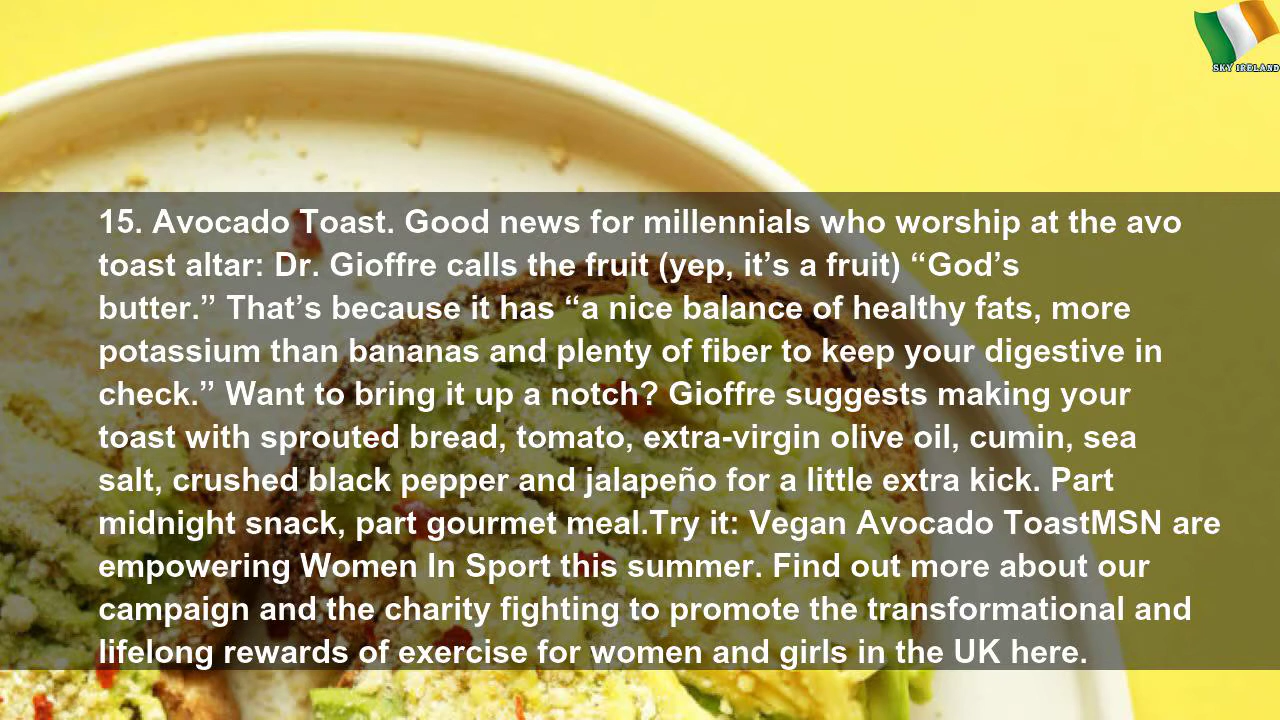 SKY IRELAND
15. Avocado Toast. Good news for millennials who worship at the avo
toast altar: Dr. Gioffre calls the fruit (yep, it’s a fruit) “God’s
butter.” That’s because it has “a nice balance of healthy fats, more
potassium than bananas and plenty of fiber to keep your digestive in
check.” Want to bring it up a notch? Gioffre suggests making your
toast with sprouted bread, tomato, extra-virgin olive oil, cumin, sea
salt, crushed black pepper and jalapeño for a little extra kick. Part
midnight snack, part gourmet meal.Try it: Vegan Avocado ToastMSN are
empowering Women In Sport this summer. Find out more about our
campaign and the charity fighting to promote the transformational and
lifelong rewards of exercise for women and girls in the UK here.